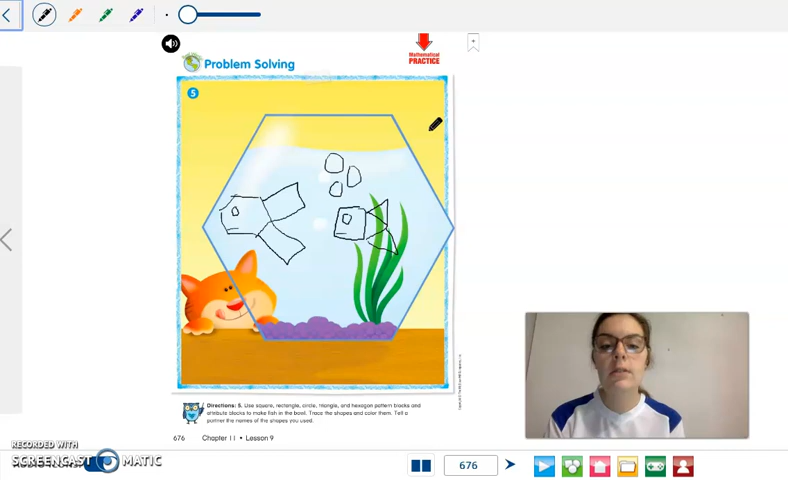 Mathematical
PRACTICE
Problem Solving
5
Directions: 5. Use square, rectangle, circle, triangle, and hexagon pattern blocks and
attribute blocks to make fish in the bowl. Trace the shapes and color them. Tell a
partner the names of the shapes you used.
676 Chapter 11 • Lesson 9
RECORDED WITH
SCREENCAST MATIC
676